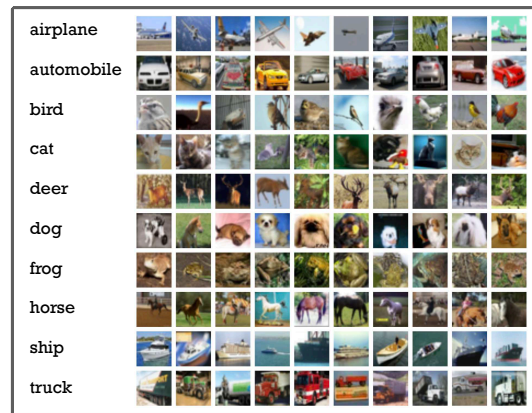 airplane
automobile
bird
cat
deer
dog
frog
horse
ship
truck